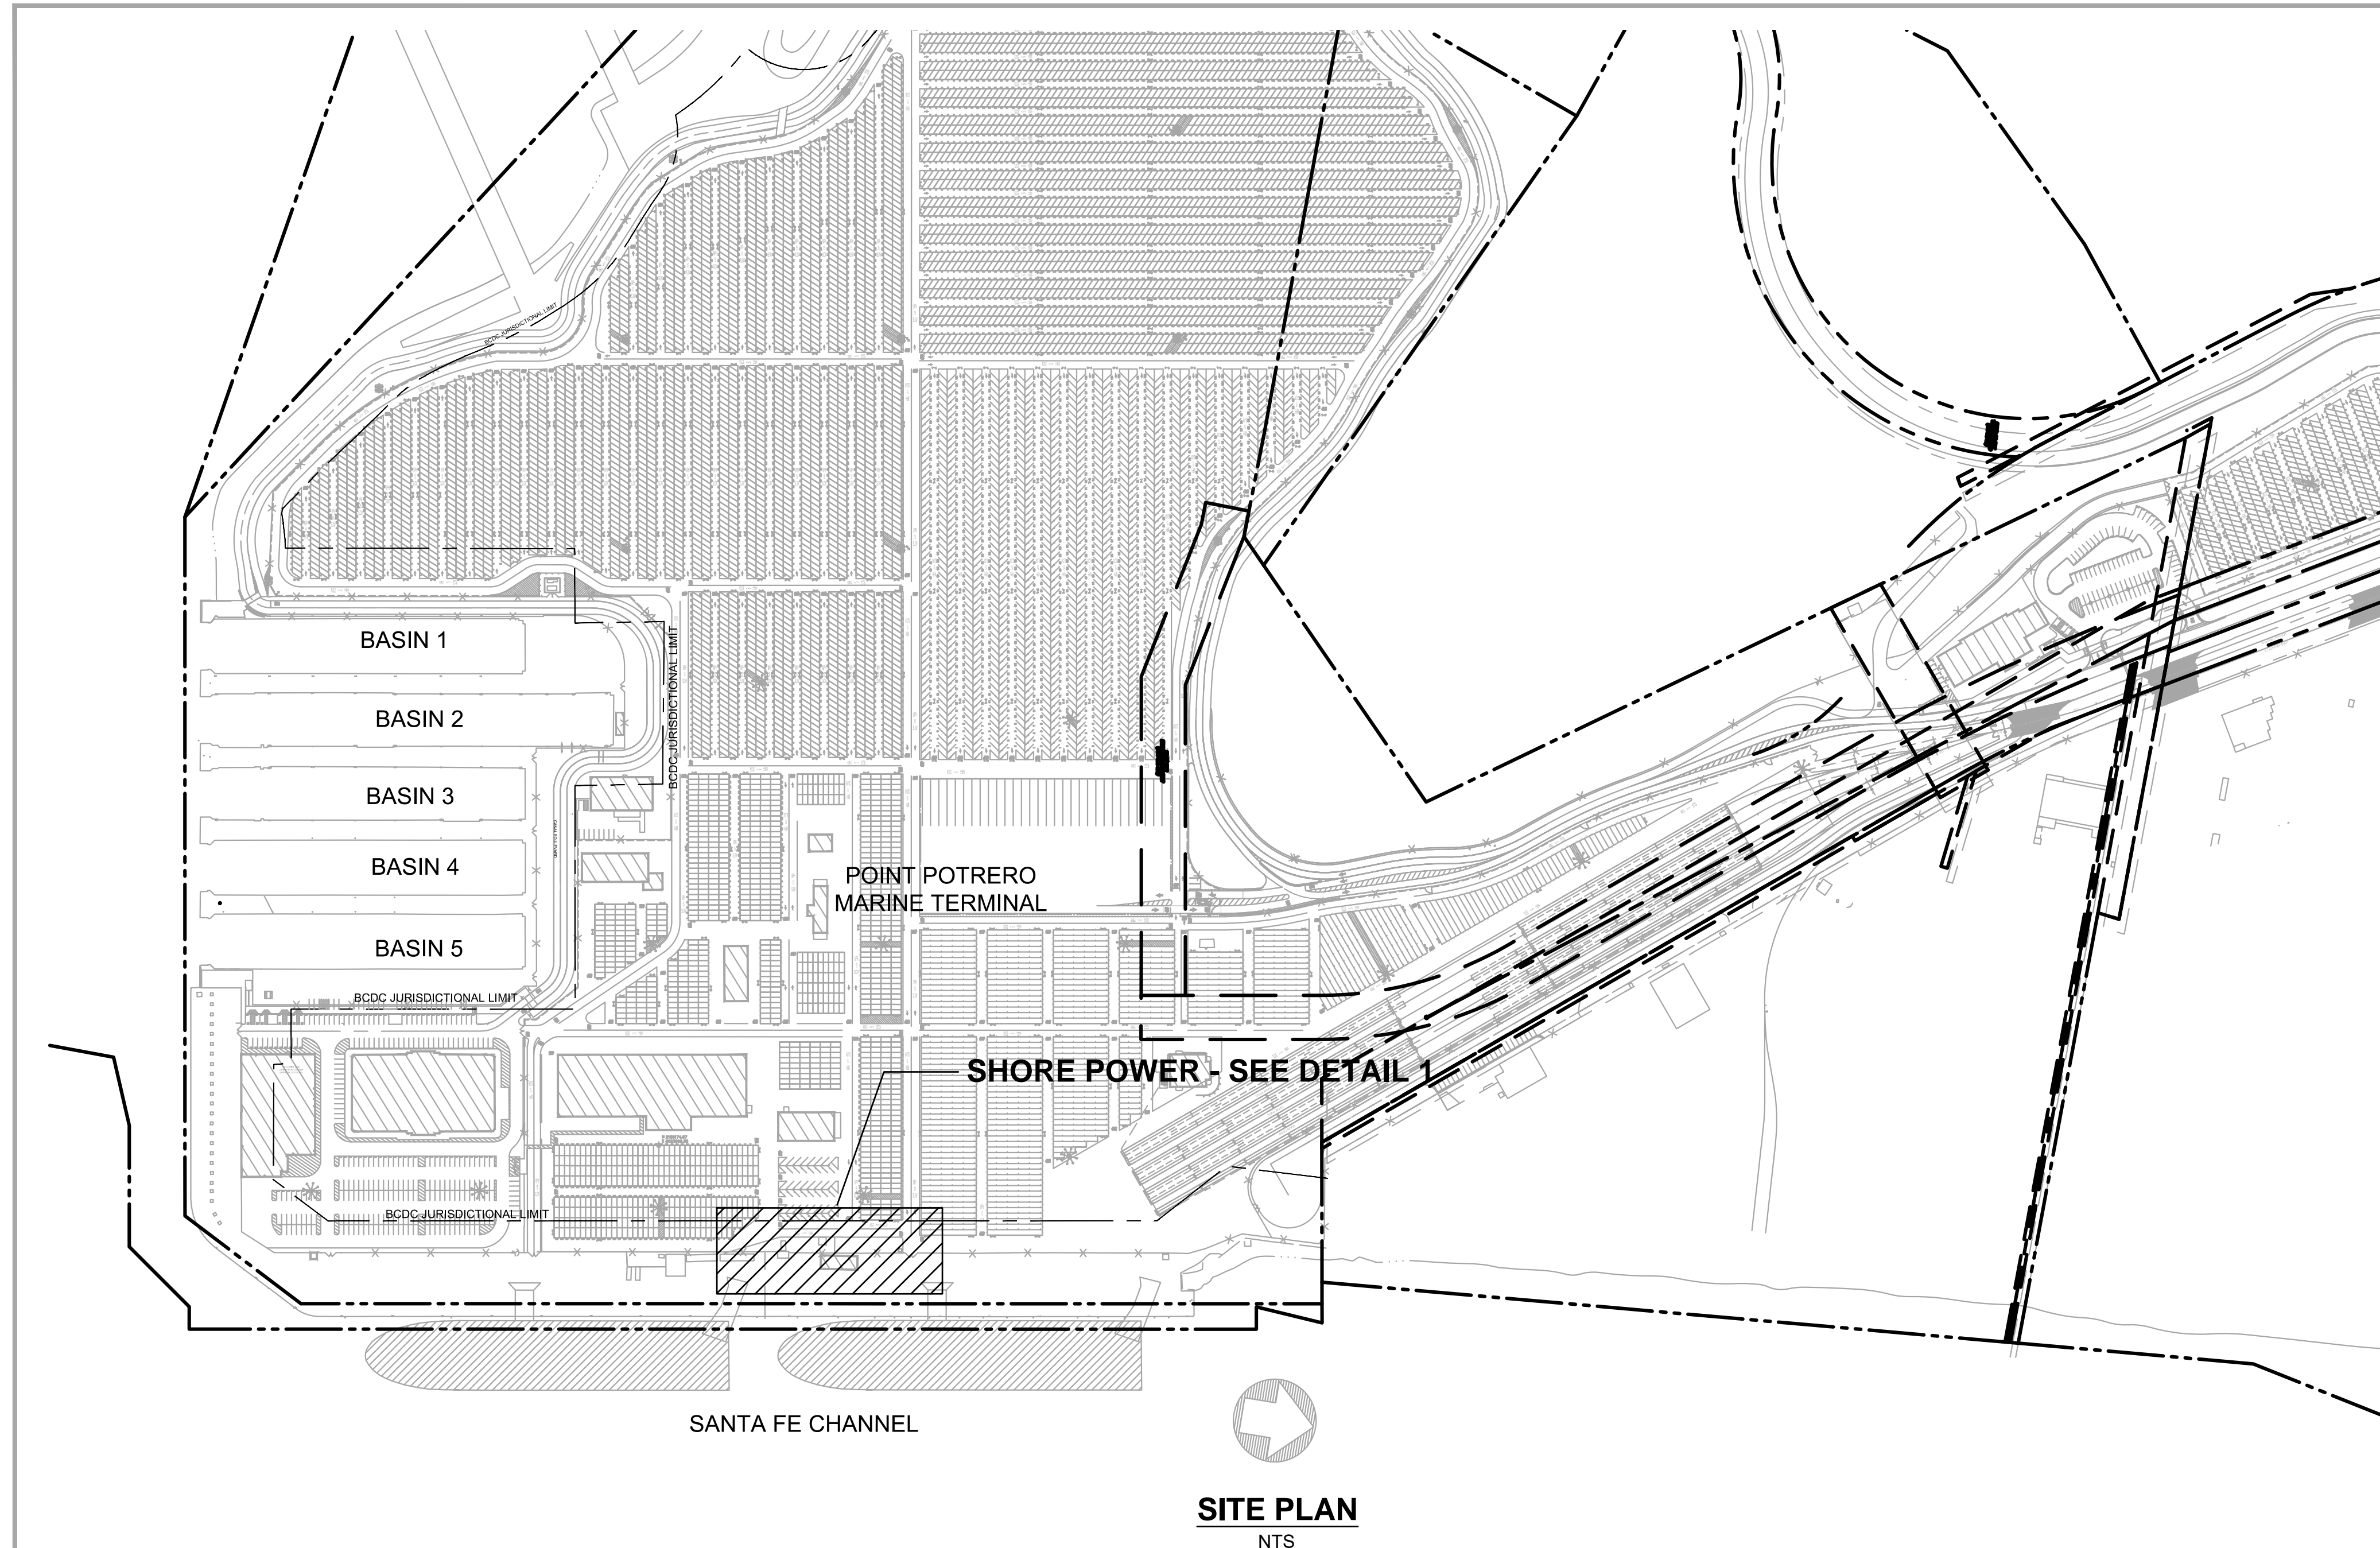 BCDC JURISDICTIONAL LIMIT
BASIN 1
BCDC JURISDICTIONAL LIMIT
BASIN 2
BASIN 3
BASIN 4
POINT POTRERO
MARINE TERMINAL
BASIN 5
BCDC JURISDICTIONAL LIMIT
SHORE POWER - SEE DETAIL 1
BCDC JURISDICTIONAL LIMIT
SANTA FE CHANNEL
SITE PLAN
NTS